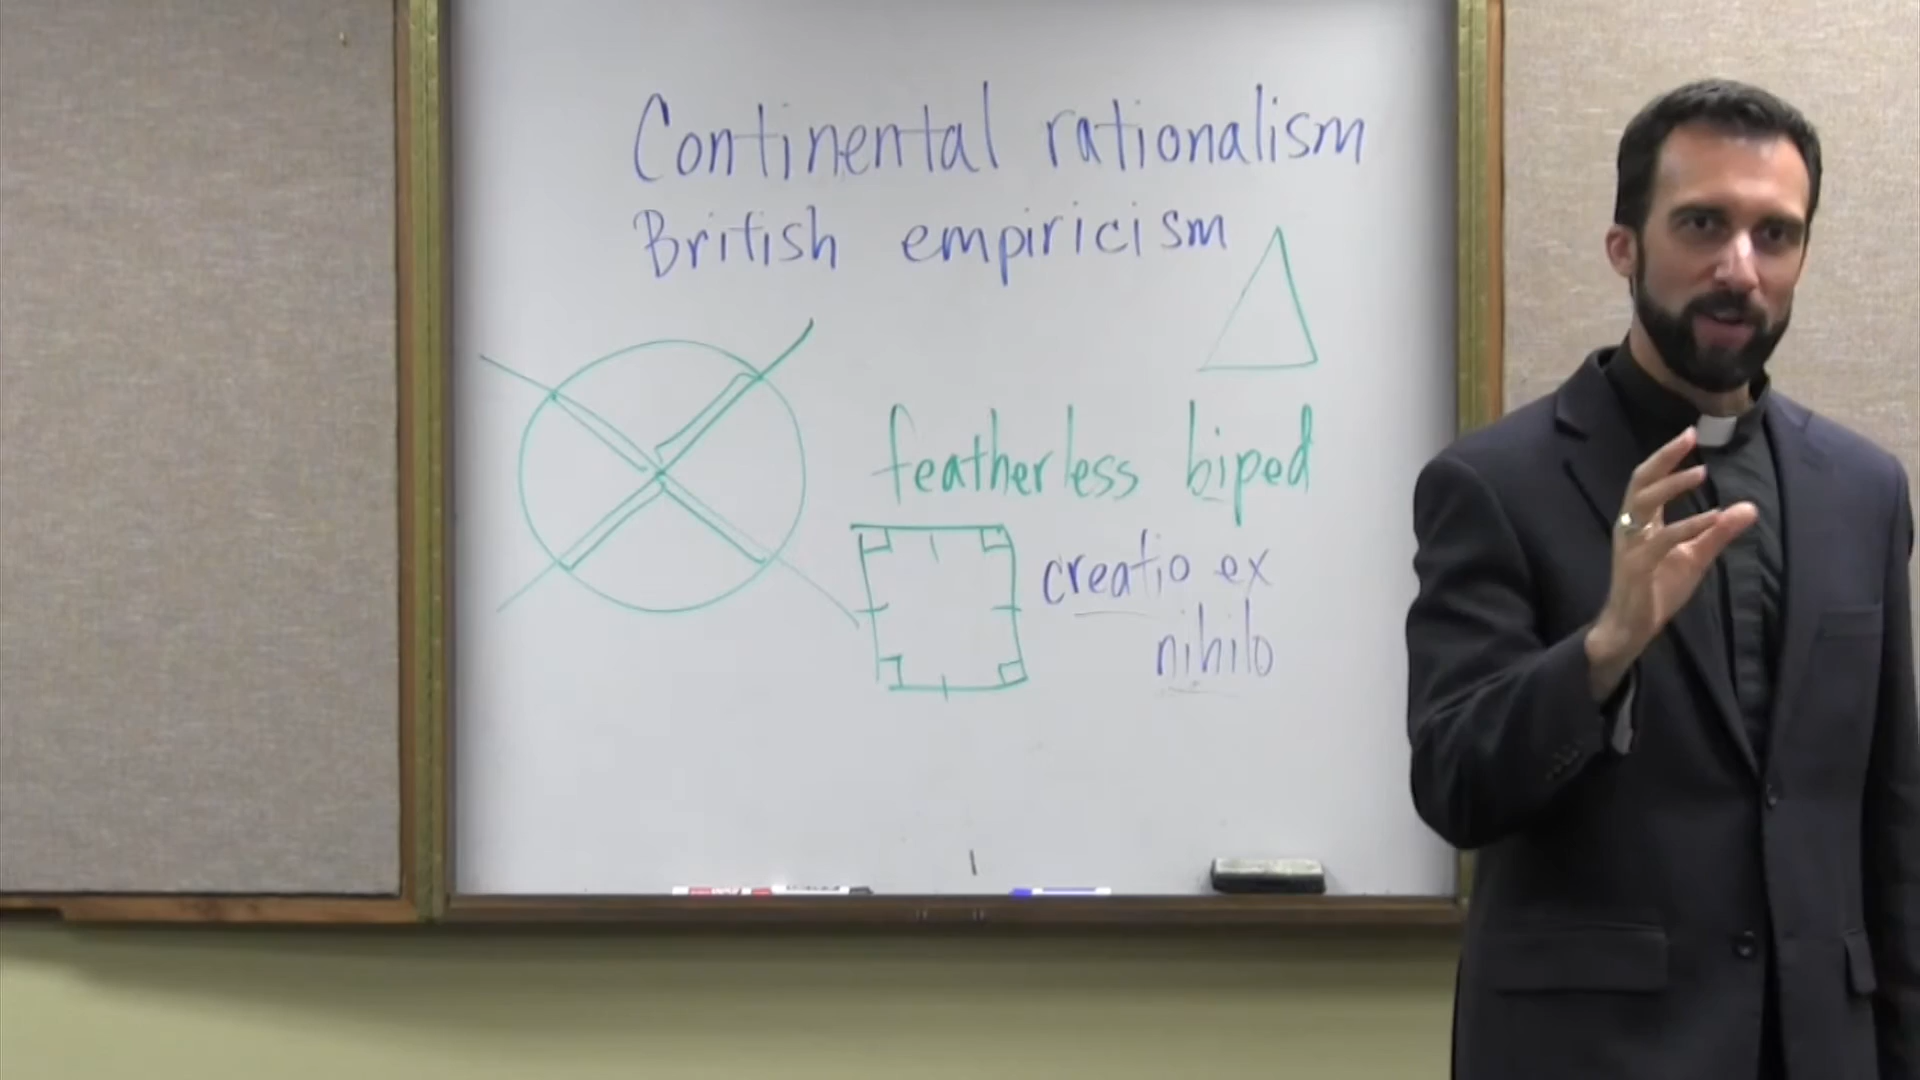 Continental rationalism
British empiricism
featherless biped
creatio ex
nihilo